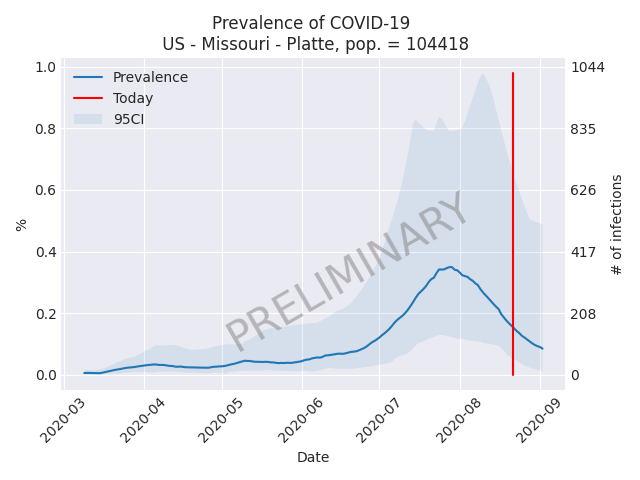 Prevalence of COVID-19
US - Missouri - Platte, pop. = 104418
1.0
0.8
0.6
0.4
0.2
0.0
%
Prevalence
Today
95CI
PRELIMINARY
1044
835
626
417
208
0
# of infections
2020-03
2020-04
2020-05
2020-06
2020-07
2020-08
2020-09
Date